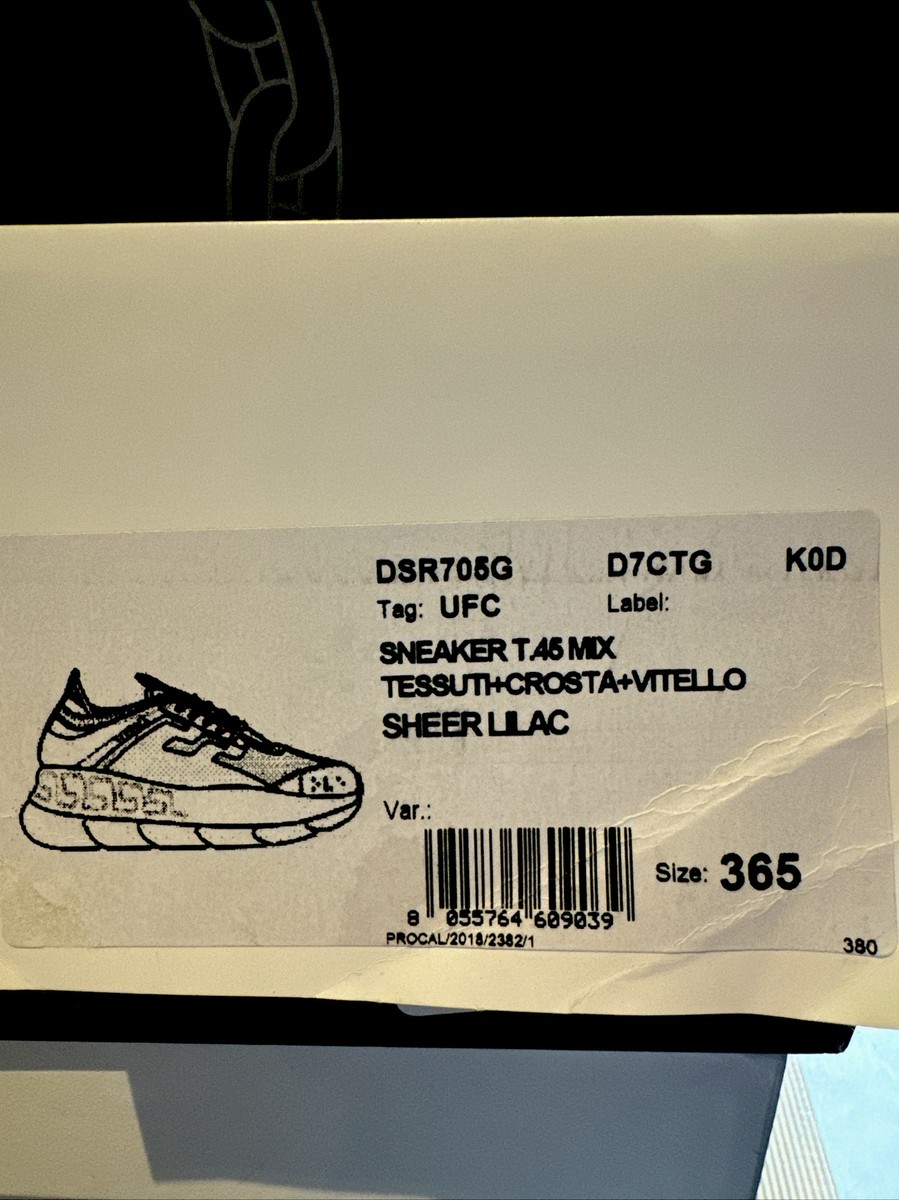 DSR705G D7CTG K0D
Tag: UFC Label:
SNEAKER T.45 MIX
TESSUTI+CROSTA+VITELLO
SHEER LILAC
Var.:
Size: 365
8 055764 609039
PROCAL/2018/2382/1
380